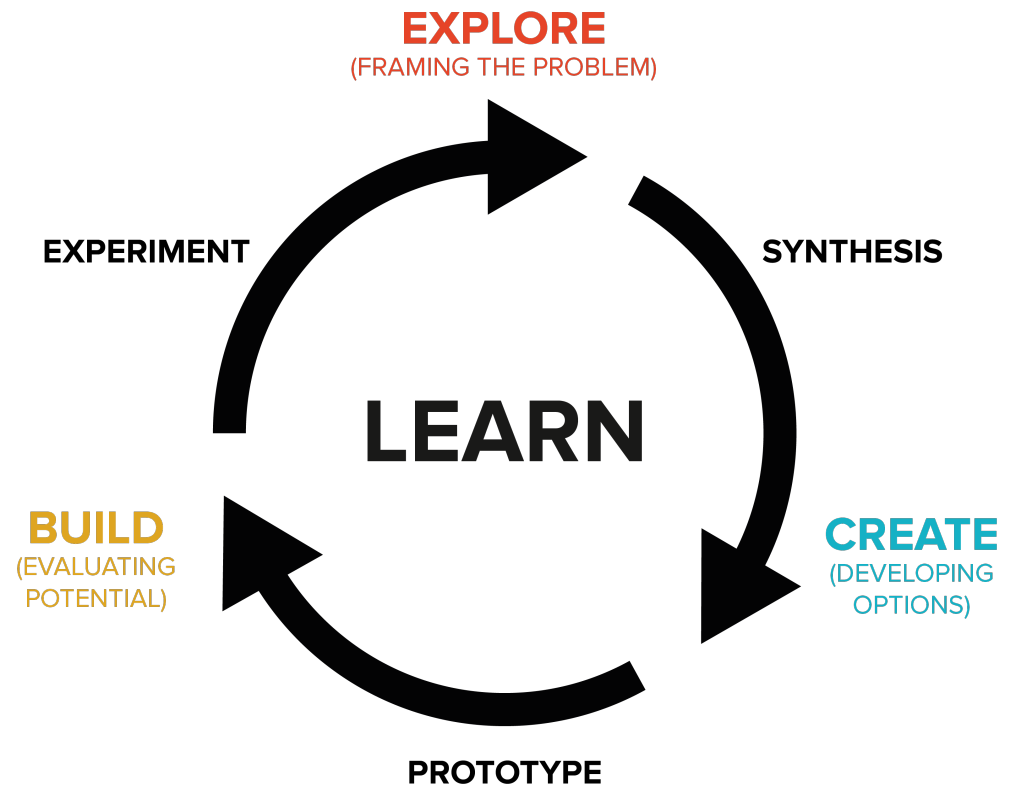 EXPLORE
(FRAMING THE PROBLEM)
EXPERIMENT
SYNTHESIS
LEARN
BUILD
(EVALUATING
POTENTIAL)
CREATE
(DEVELOPING
OPTIONS)
PROTOTYPE